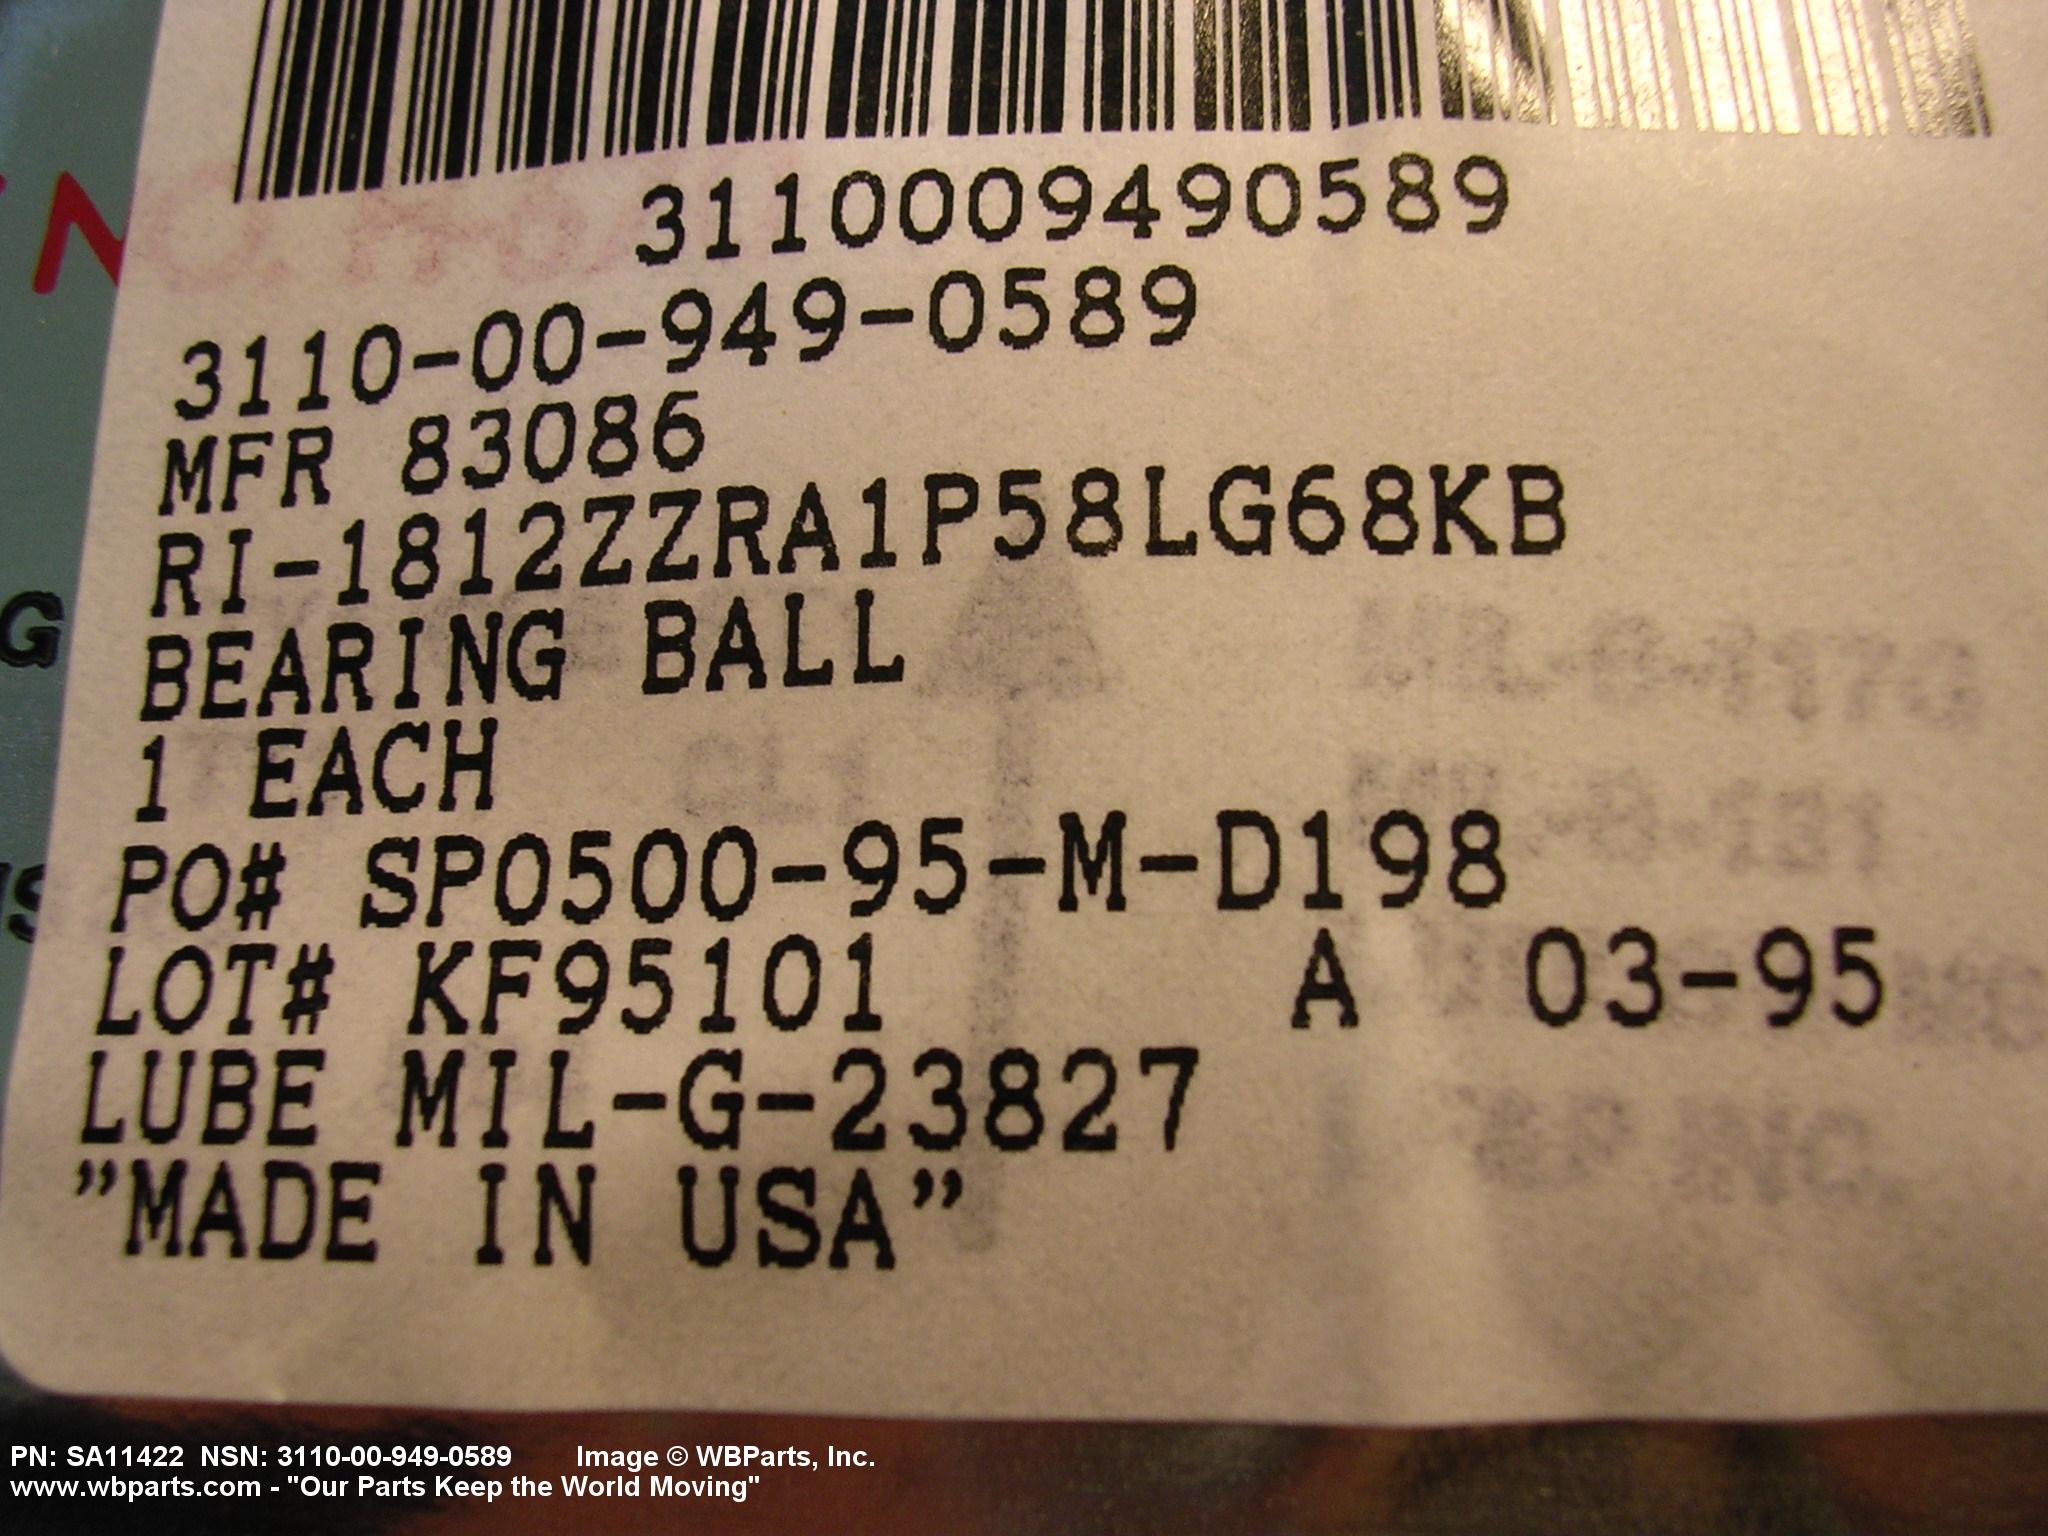 3110009490589
3110-00-949-0589
MFR 83086
RI-1812ZZRA1P58LG68KB
BEARING BALL
1 EACH
PO# SP0500-95-M-D198
LOT# KF95101 A 03-95
LUBE MIL-G-23827
"MADE IN USA"
PN: SA11422 NSN: 3110-00-949-0589 Image © WBParts, Inc.
www.wbparts.com - "Our Parts Keep the World Moving"